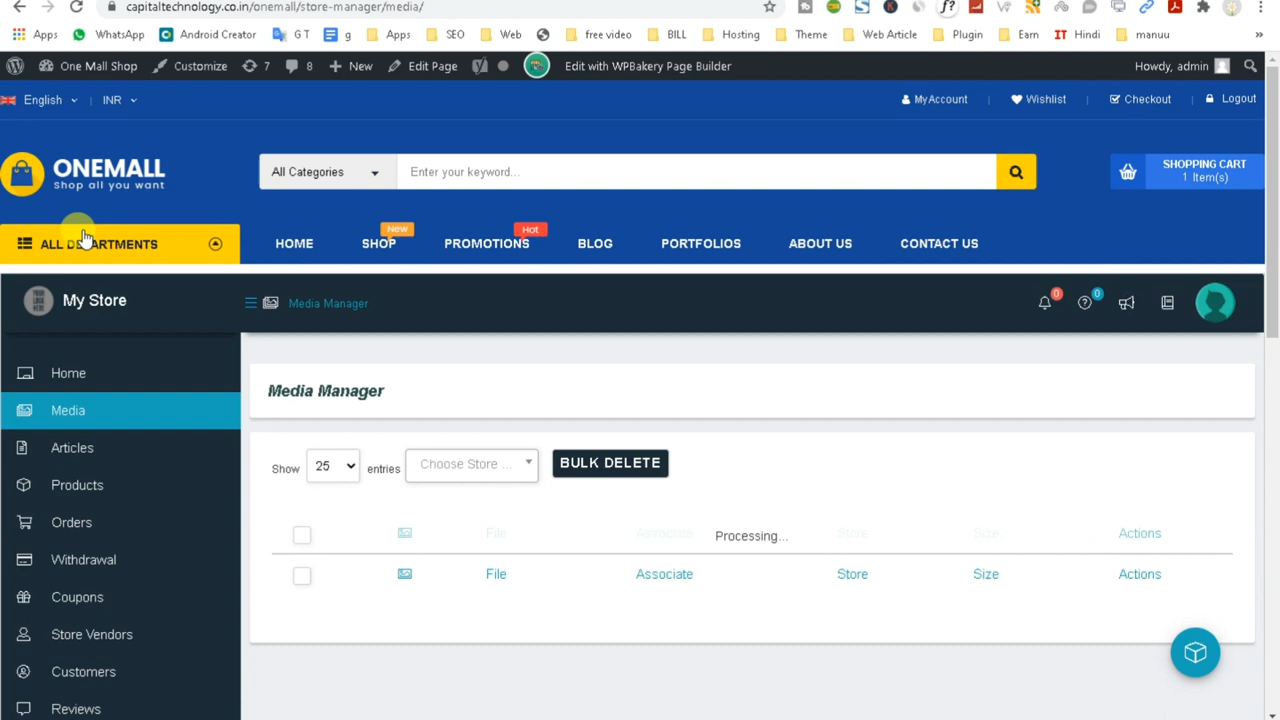 capitaltechnology.co.in/onemall/store-manager/media/
Apps WhatsApp Android Creator G T g Apps SEO Web free video BILL Hosting Theme Web Article Plugin Earn IT Hindi manuu »
One Mall Shop Customize 7 8 New Edit Page Edit with WPBakery Page Builder Howdy, admin
English INR MyAccount Wishlist Checkout Logout
ONEMALL
Shop all you want
All Categories Enter your keyword...
SHOPPING CART
1 Item(s)
New Hot
ALL DEPARTMENTS HOME SHOP PROMOTIONS BLOG PORTFOLIOS ABOUT US CONTACT US
My Store Media Manager 0 0
Home
Media
Articles
Products
Orders
Withdrawal
Coupons
Store Vendors
Customers
Reviews
Media Manager
Show 25 entries Choose Store ... BULK DELETE
File Associate Processing... Store Size Actions
File Associate Store Size Actions